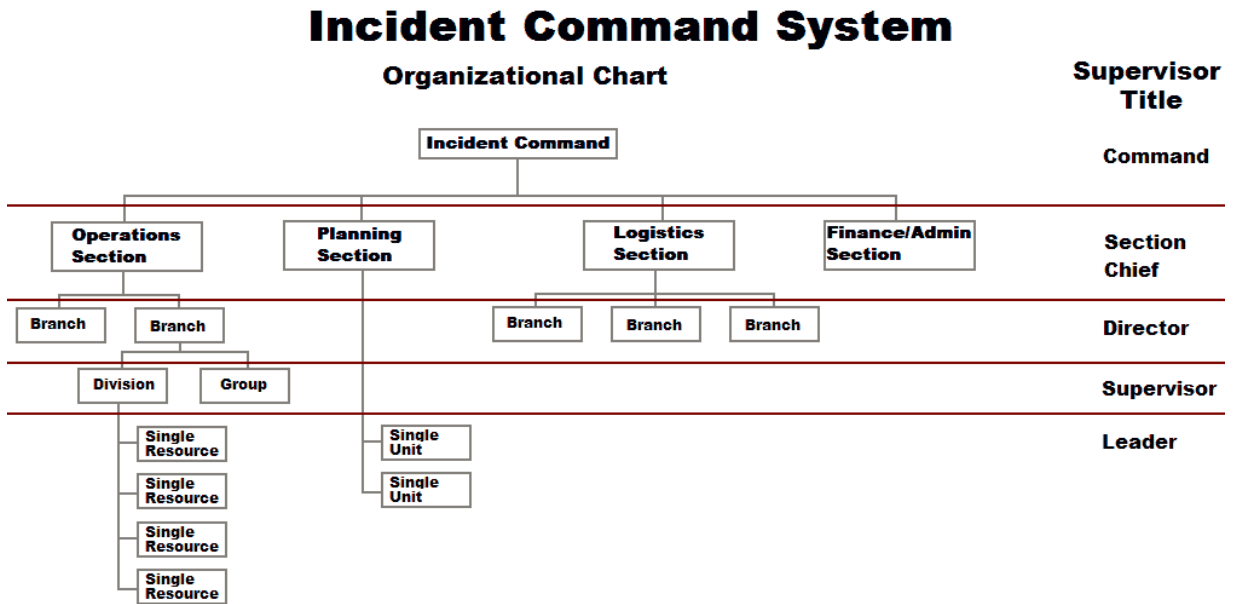 Incident Command System
Organizational Chart
Supervisor
Title
Incident Command
Command
Operations
Section
Planning
Section
Logistics
Section
Finance/Admin
Section
Section
Chief
Branch
Branch
Branch
Branch
Branch
Director
Division
Group
Supervisor
Single
Resource
Single
Unit
Leader
Single
Resource
Single
Unit
Single
Resource
Single
Resource